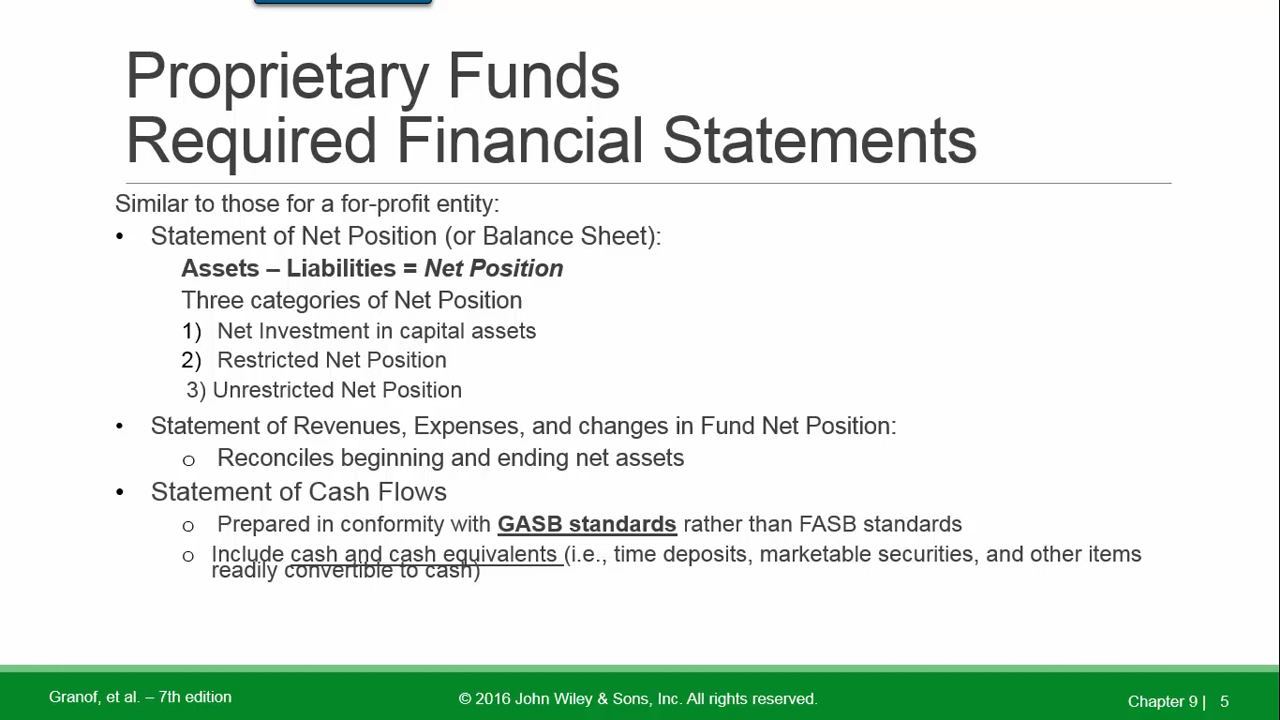 Proprietary Funds
Required Financial Statements
Similar to those for a for-profit entity:
• Statement of Net Position (or Balance Sheet):
Assets – Liabilities = Net Position
Three categories of Net Position
1) Net Investment in capital assets
2) Restricted Net Position
3) Unrestricted Net Position
• Statement of Revenues, Expenses, and changes in Fund Net Position:
o Reconciles beginning and ending net assets
• Statement of Cash Flows
o Prepared in conformity with GASB standards rather than FASB standards
o Include cash and cash equivalents (i.e., time deposits, marketable securities, and other items
readily convertible to cash)
Granof, et al. – 7th edition
© 2016 John Wiley & Sons, Inc. All rights reserved.
Chapter 9 | 5